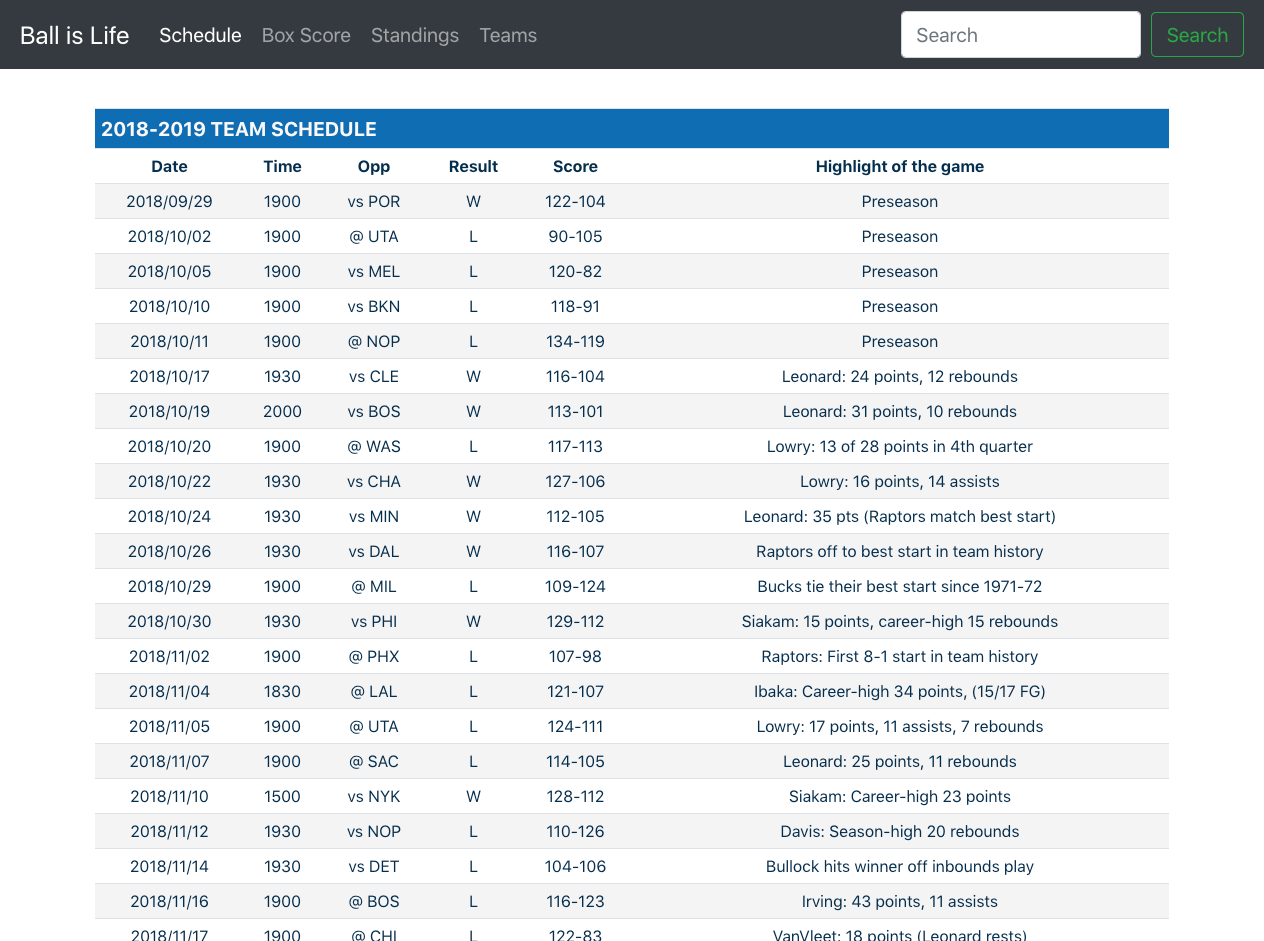 Ball is Life Schedule Box Score Standings Teams Search Search
2018-2019 TEAM SCHEDULE
Date Time Opp Result Score Highlight of the game
2018/09/29 1900 vs POR W 122-104 Preseason
2018/10/02 1900 @ UTA L 90-105 Preseason
2018/10/05 1900 vs MEL L 120-82 Preseason
2018/10/10 1900 vs BKN L 118-91 Preseason
2018/10/11 1900 @ NOP L 134-119 Preseason
2018/10/17 1930 vs CLE W 116-104 Leonard: 24 points, 12 rebounds
2018/10/19 2000 vs BOS W 113-101 Leonard: 31 points, 10 rebounds
2018/10/20 1900 @ WAS L 117-113 Lowry: 13 of 28 points in 4th quarter
2018/10/22 1930 vs CHA W 127-106 Lowry: 16 points, 14 assists
2018/10/24 1930 vs MIN W 112-105 Leonard: 35 pts (Raptors match best start)
2018/10/26 1930 vs DAL W 116-107 Raptors off to best start in team history
2018/10/29 1900 @ MIL L 109-124 Bucks tie their best start since 1971-72
2018/10/30 1930 vs PHI W 129-112 Siakam: 15 points, career-high 15 rebounds
2018/11/02 1900 @ PHX L 107-98 Raptors: First 8-1 start in team history
2018/11/04 1830 @ LAL L 121-107 Ibaka: Career-high 34 points, (15/17 FG)
2018/11/05 1900 @ UTA L 124-111 Lowry: 17 points, 11 assists, 7 rebounds
2018/11/07 1900 @ SAC L 114-105 Leonard: 25 points, 11 rebounds
2018/11/10 1500 vs NYK W 128-112 Siakam: Career-high 23 points
2018/11/12 1930 vs NOP L 110-126 Davis: Season-high 20 rebounds
2018/11/14 1930 vs DET L 104-106 Bullock hits winner off inbounds play
2018/11/16 1900 @ BOS L 116-123 Irving: 43 points, 11 assists
2018/11/17 1900 @ CHI L 122-83 VanVleet: 18 points (Leonard rests)